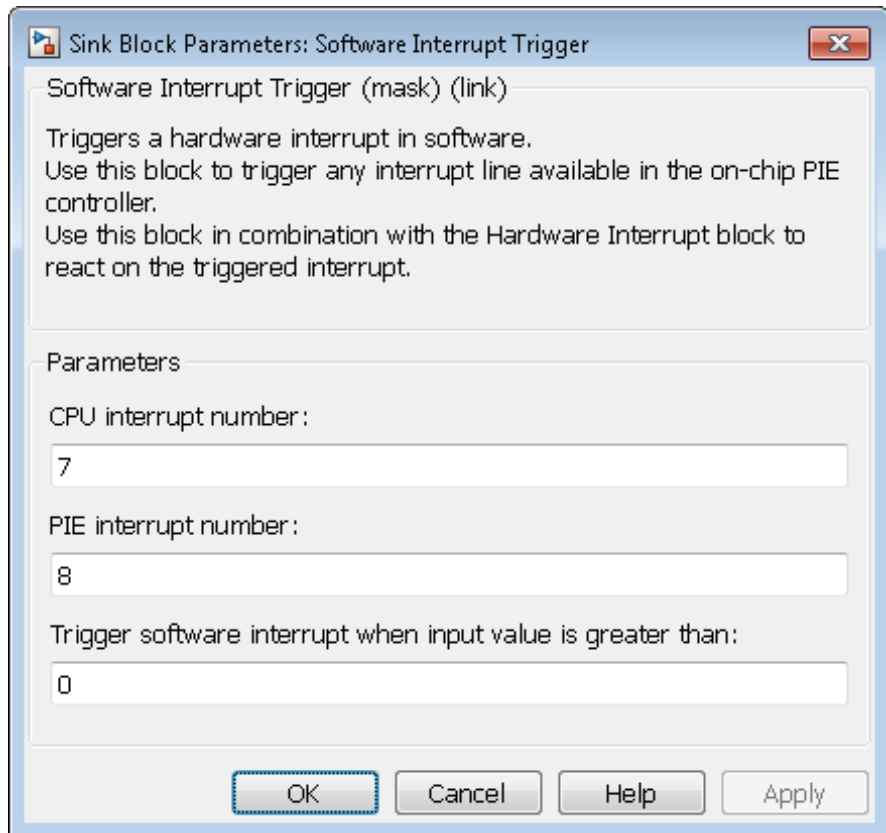 Sink Block Parameters: Software Interrupt Trigger
Software Interrupt Trigger (mask) (link)
Triggers a hardware interrupt in software.
Use this block to trigger any interrupt line available in the on-chip PIE
controller.
Use this block in combination with the Hardware Interrupt block to
react on the triggered interrupt.
Parameters
CPU interrupt number:
7
PIE interrupt number:
8
Trigger software interrupt when input value is greater than:
0
OK Cancel Help Apply